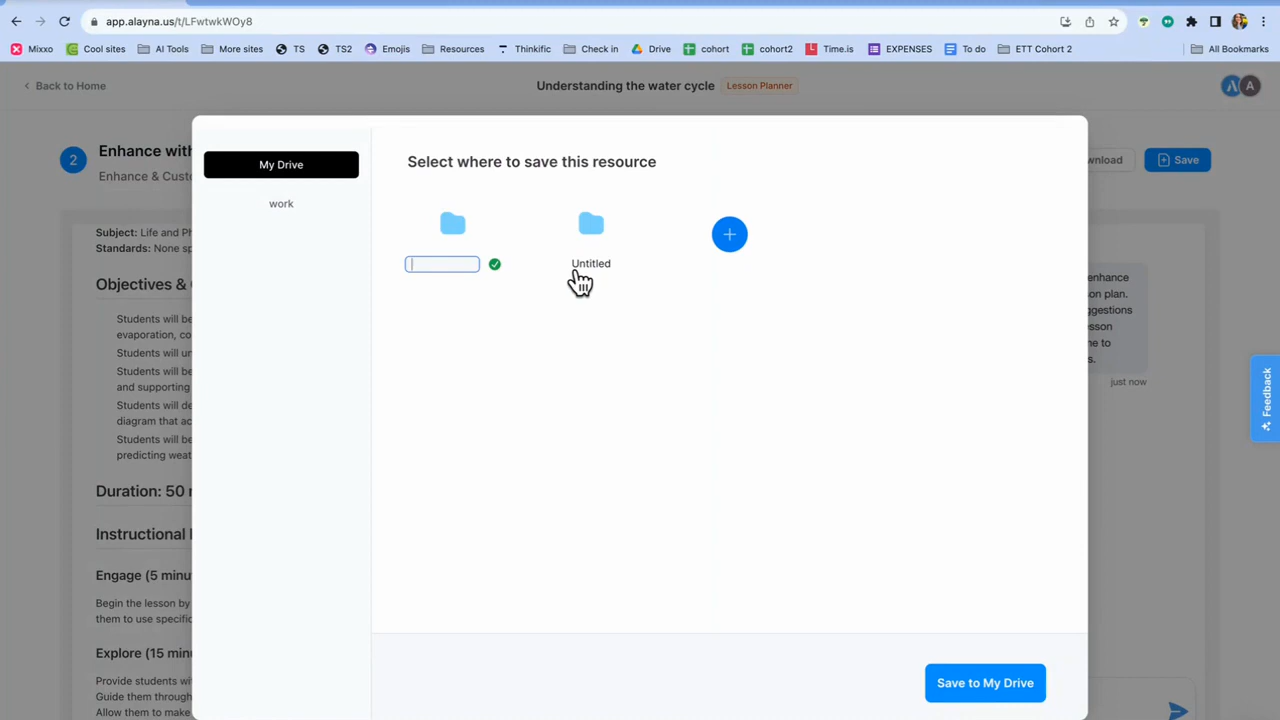 app.alayna.us/t/LFwtwkWOy8
Mixxo Cool sites AI Tools More sites TS TS2 Emojis Resources Thinkific Check in Drive cohort cohort2 Time.is EXPENSES To do ETT Cohort 2 All Bookmarks
Back to Home
Understanding the water cycle Lesson Planner
A
2 Enhance with
Enhance & Custo
wnload
Save
My Drive
work
Select where to save this resource
Untitled
Save to My Drive
Subject: Life and Ph
Standards: None sp
Objectives & 
Students will be
evaporation, co
Students will un
Students will be
and supporting
Students will de
diagram that ac
Students will be
predicting weat
Duration: 50 m
Instructional
Engage (5 minu
Begin the lesson by
them to use specific
Explore (15 min
Provide students wit
Guide them through
Allow them to make
enhance
on plan.
ggestions
esson
ne to
s.
just now
Feedback